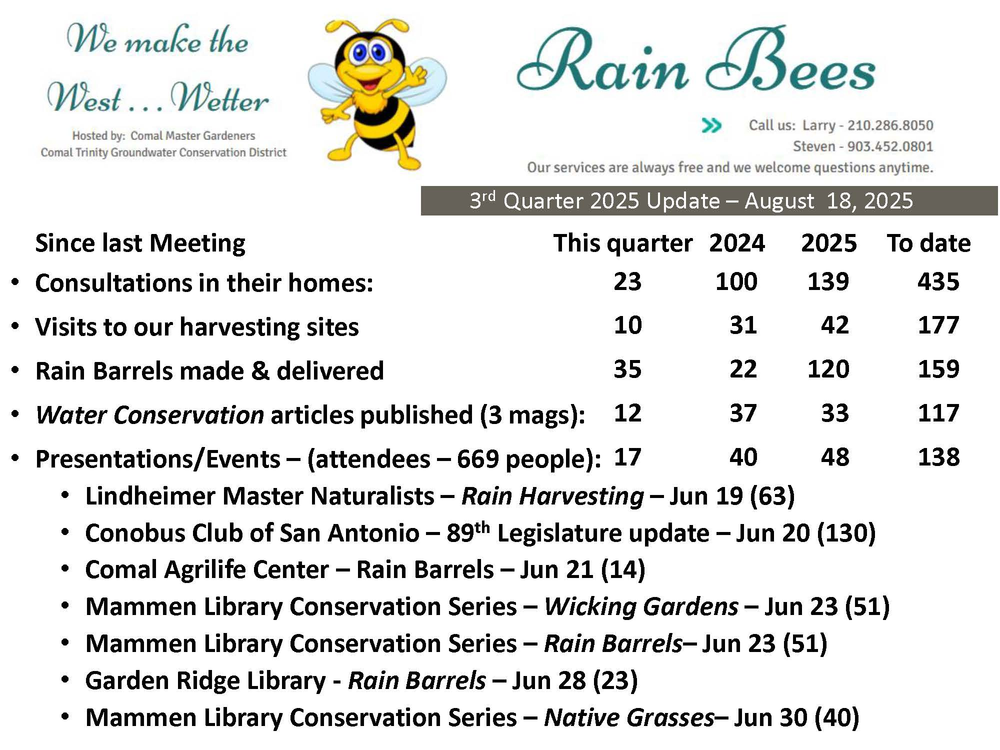 We make the
West . . . Wetter
Hosted by: Comal Master Gardeners
Comal Trinity Groundwater Conservation District
Rain Bees
Call us: Larry - 210.286.8050
Steven - 903.452.0801
Our services are always free and we welcome questions anytime.
3rd Quarter 2025 Update – August 18, 2025
Since last Meeting This quarter 2024 2025 To date
• Consultations in their homes: 23 100 139 435
• Visits to our harvesting sites 10 31 42 177
• Rain Barrels made & delivered 35 22 120 159
• Water Conservation articles published (3 mags): 12 37 33 117
• Presentations/Events – (attendees – 669 people): 17 40 48 138
• Lindheimer Master Naturalists – Rain Harvesting – Jun 19 (63)
• Conobus Club of San Antonio – 89th Legislature update – Jun 20 (130)
• Comal Agrilife Center – Rain Barrels – Jun 21 (14)
• Mammen Library Conservation Series – Wicking Gardens – Jun 23 (51)
• Mammen Library Conservation Series – Rain Barrels– Jun 23 (51)
• Garden Ridge Library - Rain Barrels – Jun 28 (23)
• Mammen Library Conservation Series – Native Grasses– Jun 30 (40)